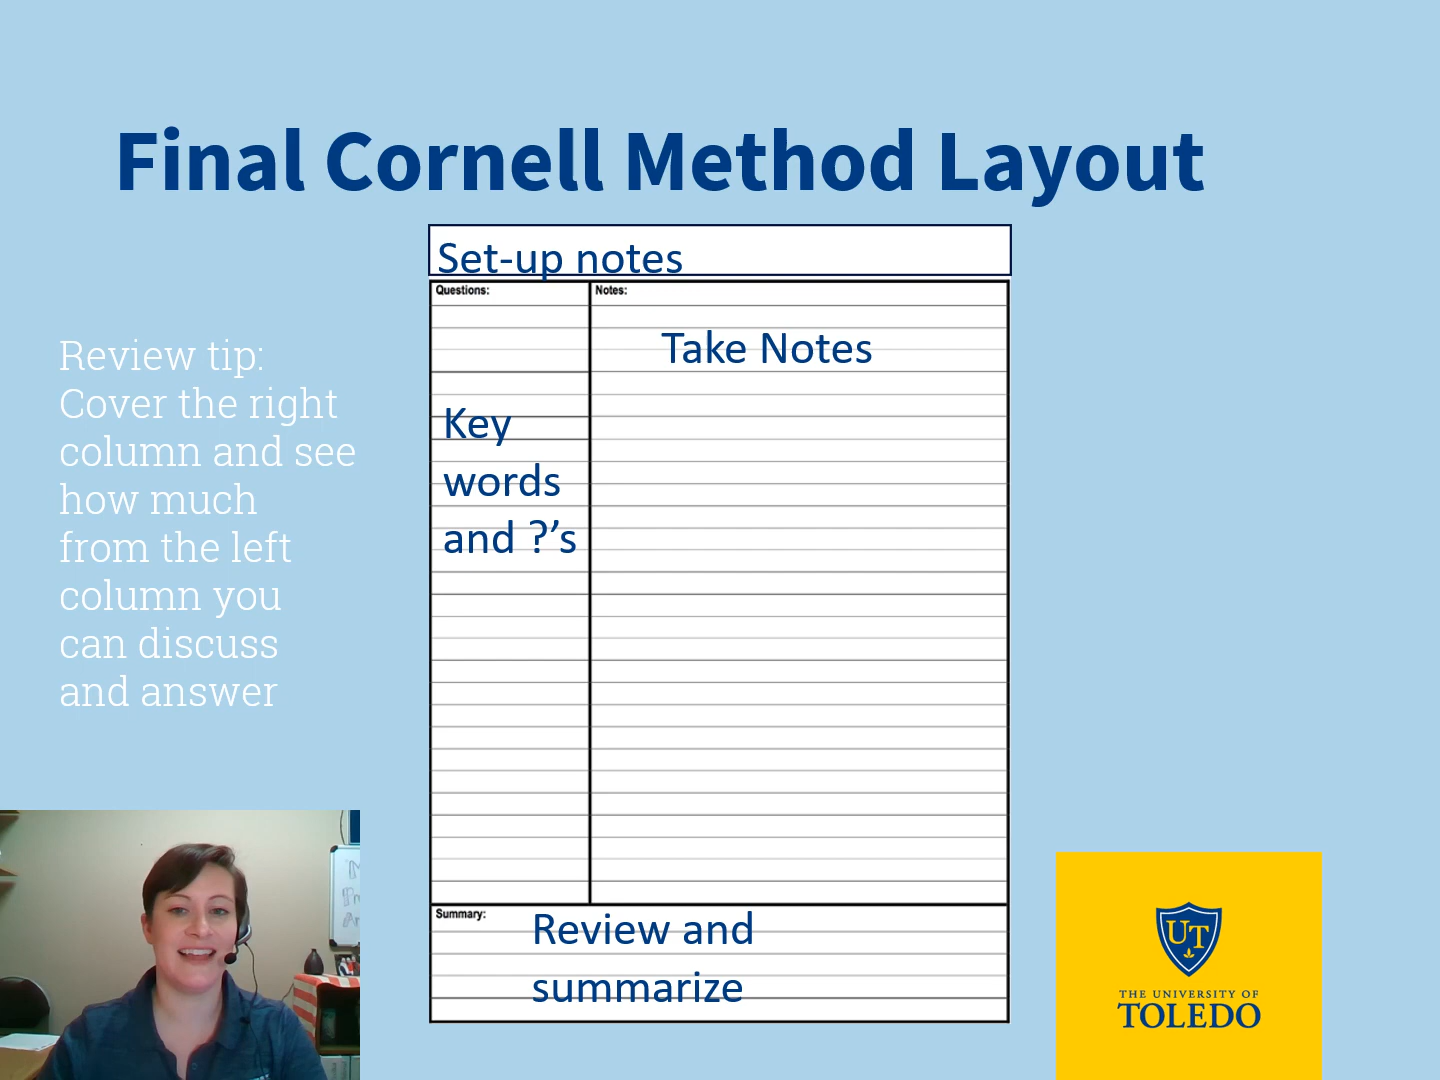 Final Cornell Method Layout
Set-up notes
Questions:
Notes:
Take Notes
Key
words
and ?'s
Review tip:
Cover the right
column and see
how much
from the left
column you
can discuss
and answer
Summary:
Review and
summarize
UT
THE UNIVERSITY OF
TOLEDO